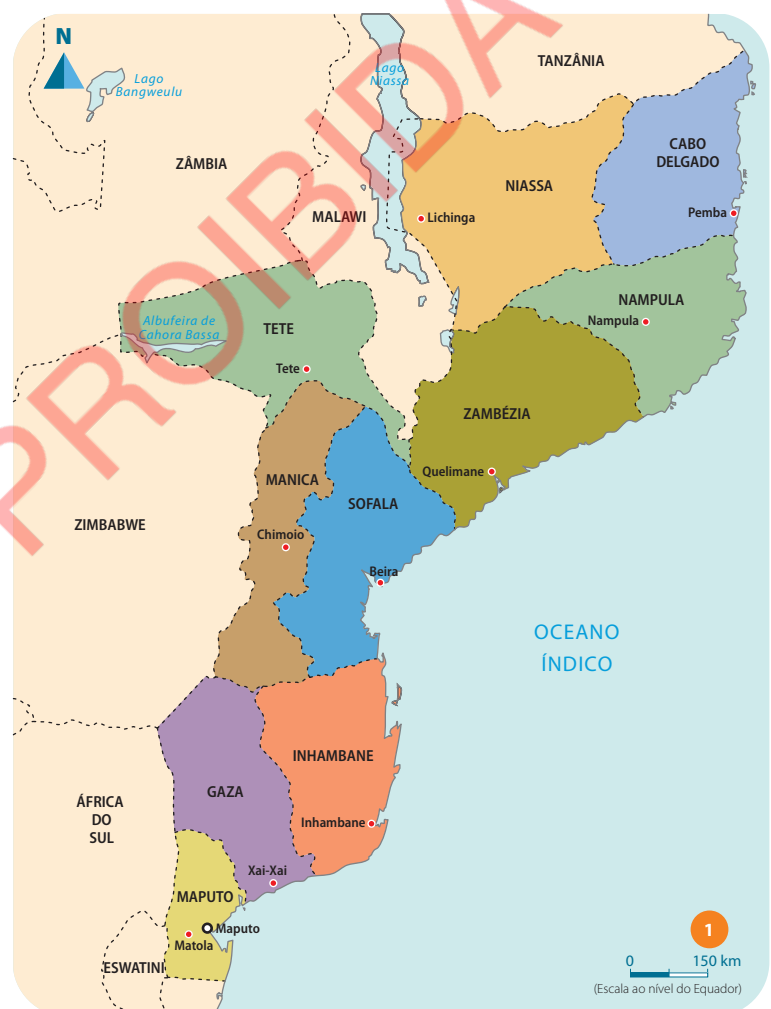 N
Lago
Bangweulu
Lago
Niassa
TANZÂNIA
CABO
DELGADO
ZÂMBIA
NIASSA
MALAWI
Lichinga
Pemba
NAMPULA
Nampula
Albufeira de
Cahora Bassa
TETE
Tete
ZAMBÉZIA
MANICA
Quelimane
SOFALA
ZIMBABWE
Chimoio
Beira
OCEANO
ÍNDICO
INHAMBANE
GAZA
ÁFRICA
DO
SUL
Inhambane
Xai-Xai
MAPUTO
Maputo
Matola
ESWATINI
1
0 150 km
(Escala ao nível do Equador)
PROIBIDA